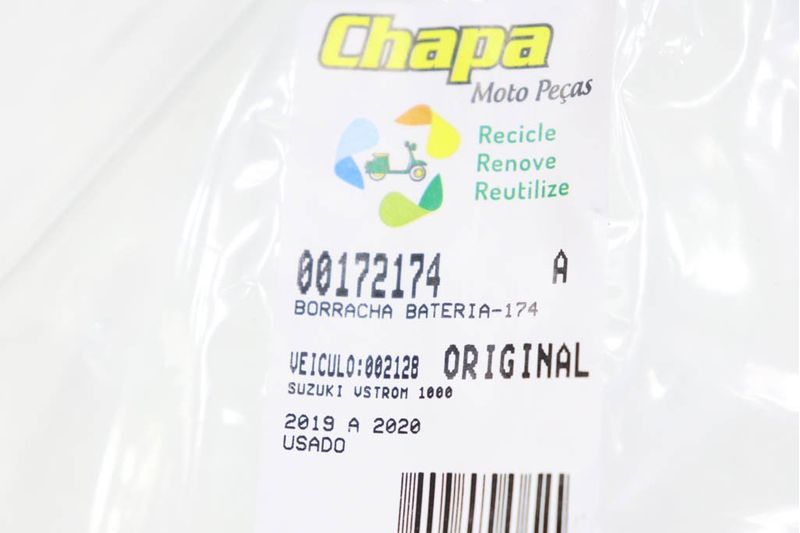 Chapa
Moto Peças
Recicle
Renove
Reutilize
00172174 A
BORRACHA BATERIA-174
VEICULO:002128 ORIGINAL
SUZUKI VSTROM 1000
2019 A 2020
USADO